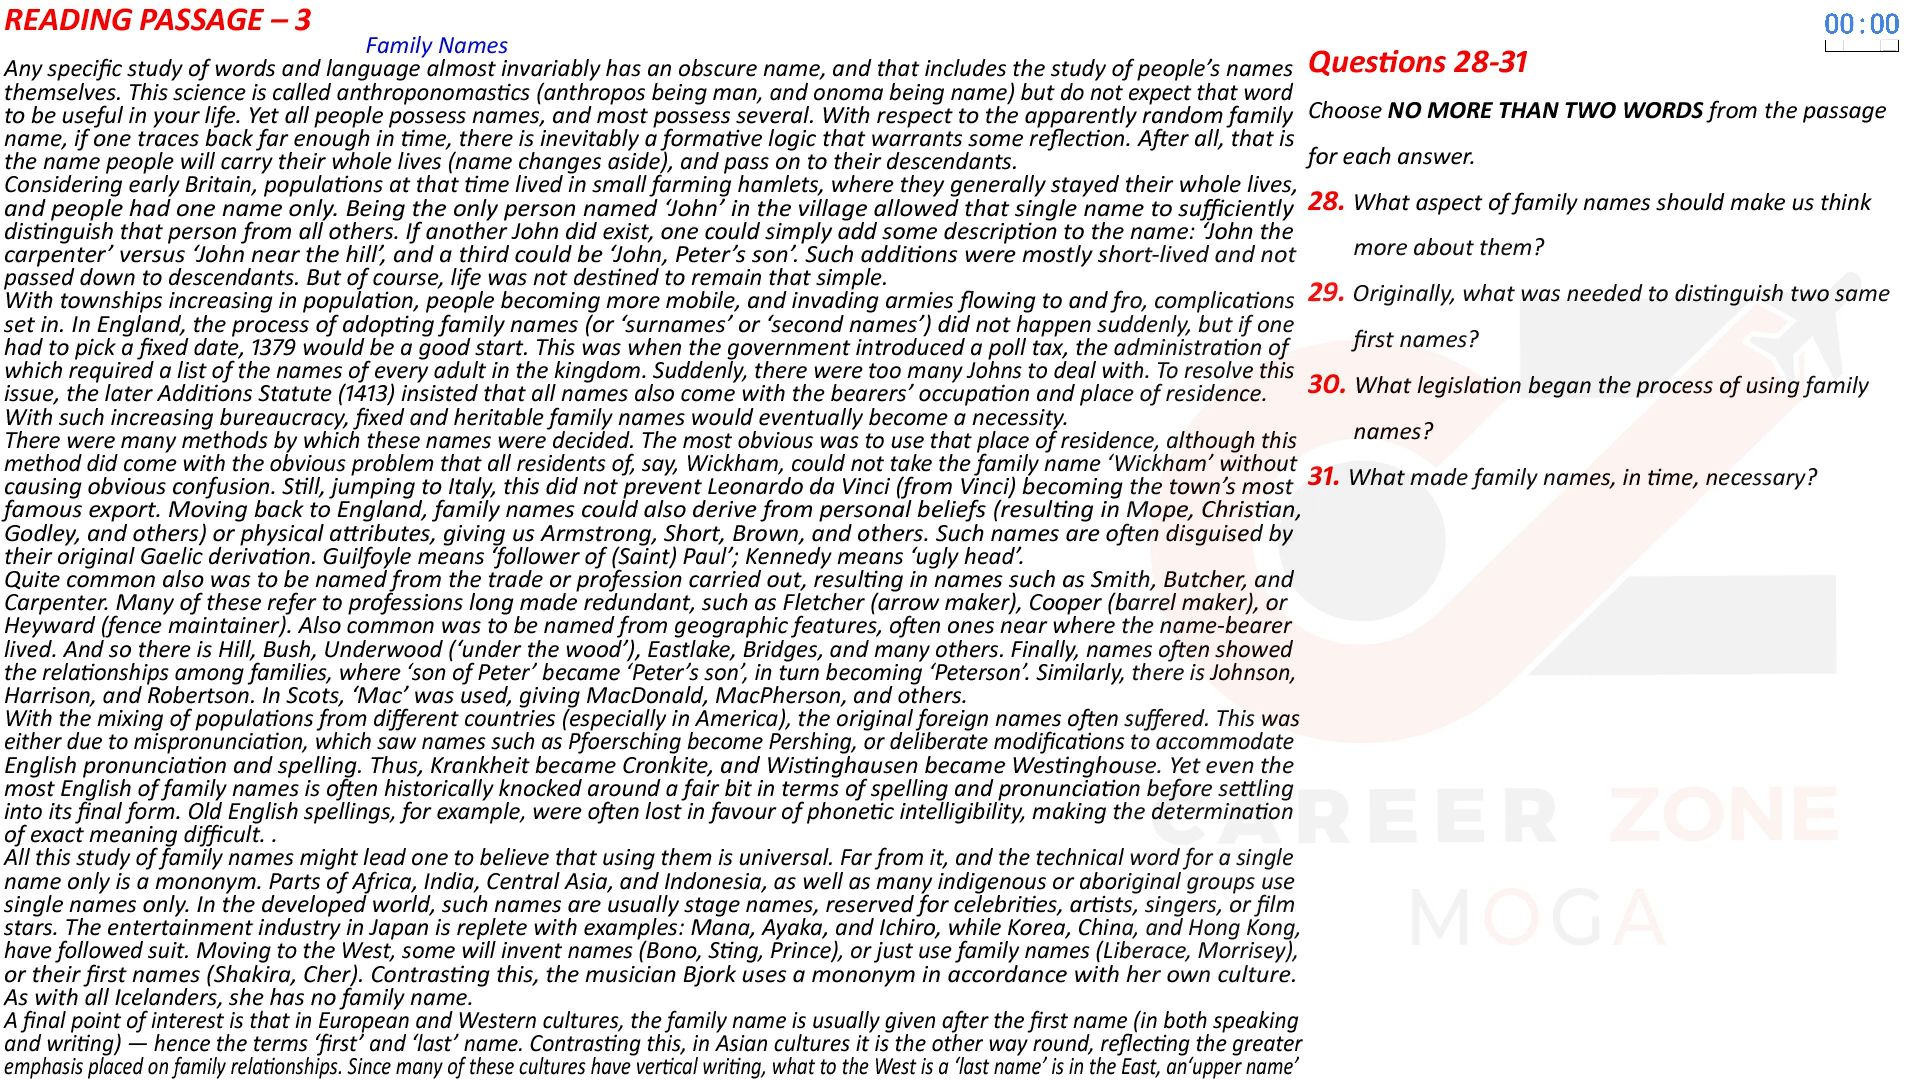 READING PASSAGE – 3
Family Names
Any specific study of words and language almost invariably has an obscure name, and that includes the study of people’s names
themselves. This science is called anthroponomastics (anthropos being man, and onoma being name) but do not expect that word
to be useful in your life. Yet all people possess names, and most possess several. With respect to the apparently random family
name, if one traces back far enough in time, there is inevitably a formative logic that warrants some reflection. After all, that is
the name people will carry their whole lives (name changes aside), and pass on to their descendants.
Considering early Britain, populations at that time lived in small farming hamlets, where they generally stayed their whole lives,
and people had one name only. Being the only person named ‘John’ in the village allowed that single name to sufficiently
distinguish that person from all others. If another John did exist, one could simply add some description to the name: ‘John the
carpenter’ versus ‘John near the hill’, and a third could be ‘John, Peter’s son’. Such additions were mostly short-lived and not
passed down to descendants. But of course, life was not destined to remain that simple.
With townships increasing in population, people becoming more mobile, and invading armies flowing to and fro, complications
set in. In England, the process of adopting family names (or ‘surnames’ or ‘second names’) did not happen suddenly, but if one
had to pick a fixed date, 1379 would be a good start. This was when the government introduced a poll tax, the administration of
which required a list of the names of every adult in the kingdom. Suddenly, there were too many Johns to deal with. To resolve this
issue, the later Additions Statute (1413) insisted that all names also come with the bearers’ occupation and place of residence.
With such increasing bureaucracy, fixed and heritable family names would eventually become a necessity.
There were many methods by which these names were decided. The most obvious was to use that place of residence, although this
method did come with the obvious problem that all residents of, say, Wickham, could not take the family name ‘Wickham’ without
causing obvious confusion. Still, jumping to Italy, this did not prevent Leonardo da Vinci (from Vinci) becoming the town’s most
famous export. Moving back to England, family names could also derive from personal beliefs (resulting in Mope, Christian,
Godley, and others) or physical attributes, giving us Armstrong, Short, Brown, and others. Such names are often disguised by
their original Gaelic derivation. Guilfoyle means ‘follower of (Saint) Paul’; Kennedy means ‘ugly head’.
Quite common also was to be named from the trade or profession carried out, resulting in names such as Smith, Butcher, and
Carpenter. Many of these refer to professions long made redundant, such as Fletcher (arrow maker), Cooper (barrel maker), or
Heyward (fence maintainer). Also common was to be named from geographic features, often ones near where the name-bearer
lived. And so there is Hill, Bush, Underwood (‘under the wood’), Eastlake, Bridges, and many others. Finally, names often showed
the relationships among families, where ‘son of Peter’ became ‘Peter’s son’, in turn becoming ‘Peterson’. Similarly, there is Johnson,
Harrison, and Robertson. In Scots, ‘Mac’ was used, giving MacDonald, MacPherson, and others.
With the mixing of populations from different countries (especially in America), the original foreign names often suffered. This was
either due to mispronunciation, which saw names such as Pfoersching become Pershing, or deliberate modifications to accommodate
English pronunciation and spelling. Thus, Krankheit became Cronkite, and Wistinghausen became Westinghouse. Yet even the
most English of family names is often historically knocked around a fair bit in terms of spelling and pronunciation before settling
into its final form. Old English spellings, for example, were often lost in favour of phonetic intelligibility, making the determination
of exact meaning difficult. .
All this study of family names might lead one to believe that using them is universal. Far from it, and the technical word for a single
name only is a mononym. Parts of Africa, India, Central Asia, and Indonesia, as well as many indigenous or aboriginal groups use
single names only. In the developed world, such names are usually stage names, reserved for celebrities, artists, singers, or film
stars. The entertainment industry in Japan is replete with examples: Mana, Ayaka, and Ichiro, while Korea, China, and Hong Kong,
have followed suit. Moving to the West, some will invent names (Bono, Sting, Prince), or just use family names (Liberace, Morrisey),
or their first names (Shakira, Cher). Contrasting this, the musician Bjork uses a mononym in accordance with her own culture.
As with all Icelanders, she has no family name.
A final point of interest is that in European and Western cultures, the family name is usually given after the first name (in both speaking
and writing) — hence the terms ‘first’ and ‘last’ name. Contrasting this, in Asian cultures it is the other way round, reflecting the greater
emphasis placed on family relationships. Since many of these cultures have vertical writing, what to the West is a ‘last name’ is in the East, an‘upper name’
00:00
Questions 28-31
Choose NO MORE THAN TWO WORDS from the passage
for each answer.
28. What aspect of family names should make us think
more about them?
29. Originally, what was needed to distinguish two same
first names?
30. What legislation began the process of using family
names?
31. What made family names, in time, necessary?
CAREER ZONE
MOGA